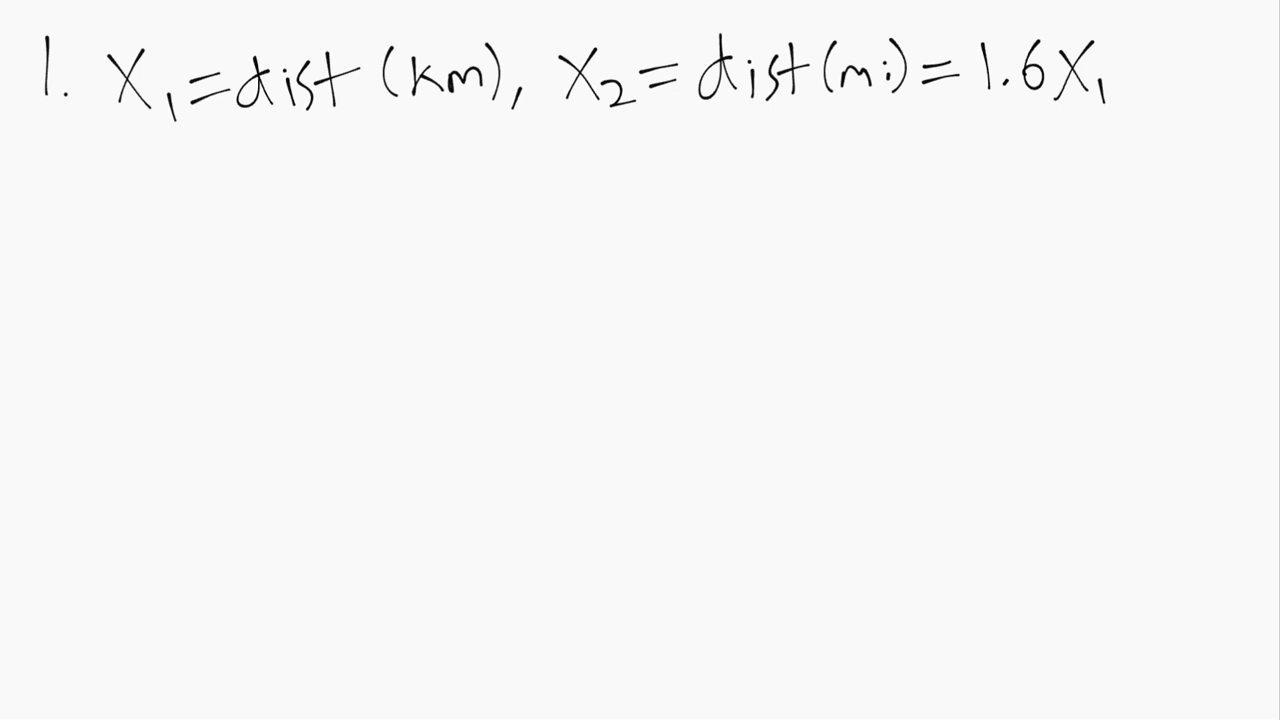 1. X₁=dist (km), X₂=dist(mi)=1.6X₁